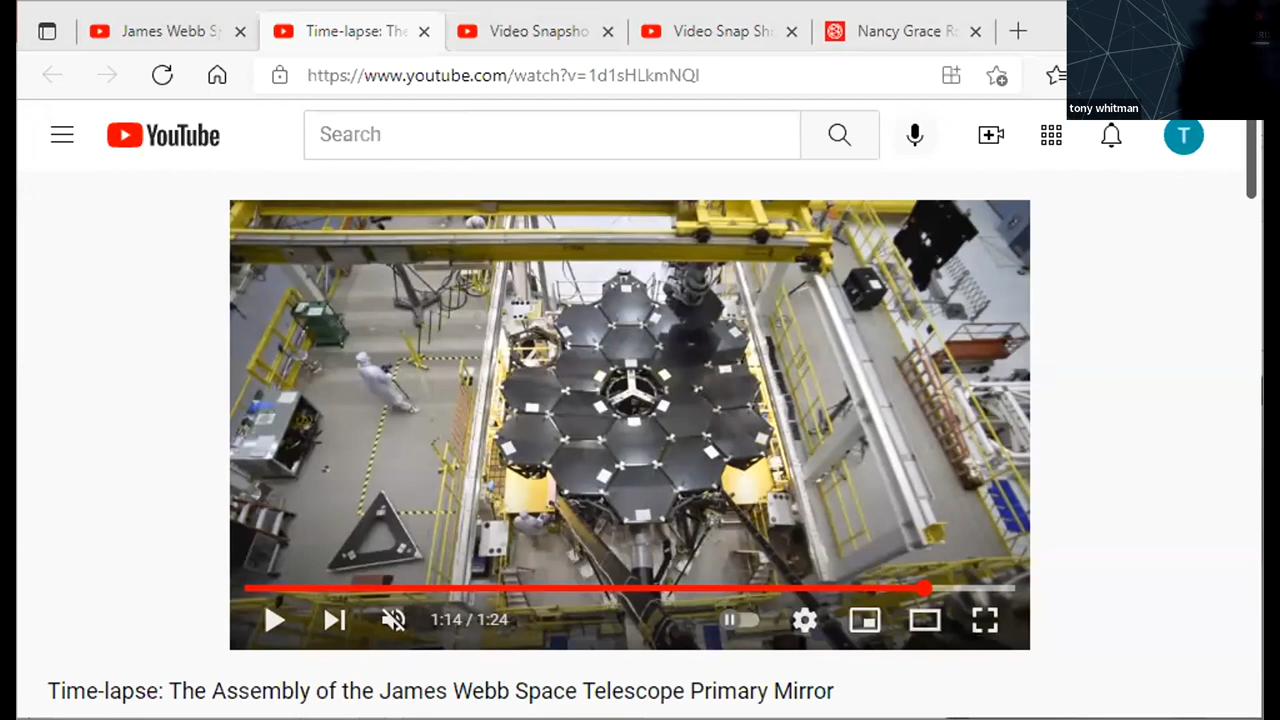 James Webb S
Time-lapse: The
Video Snapsho
Video Snap Sh
Nancy Grace R
https://www.youtube.com/watch?v=1d1sHLkmNQI
tony whitman
YouTube
Search
T
1:14 / 1:24
Time-lapse: The Assembly of the James Webb Space Telescope Primary Mirror